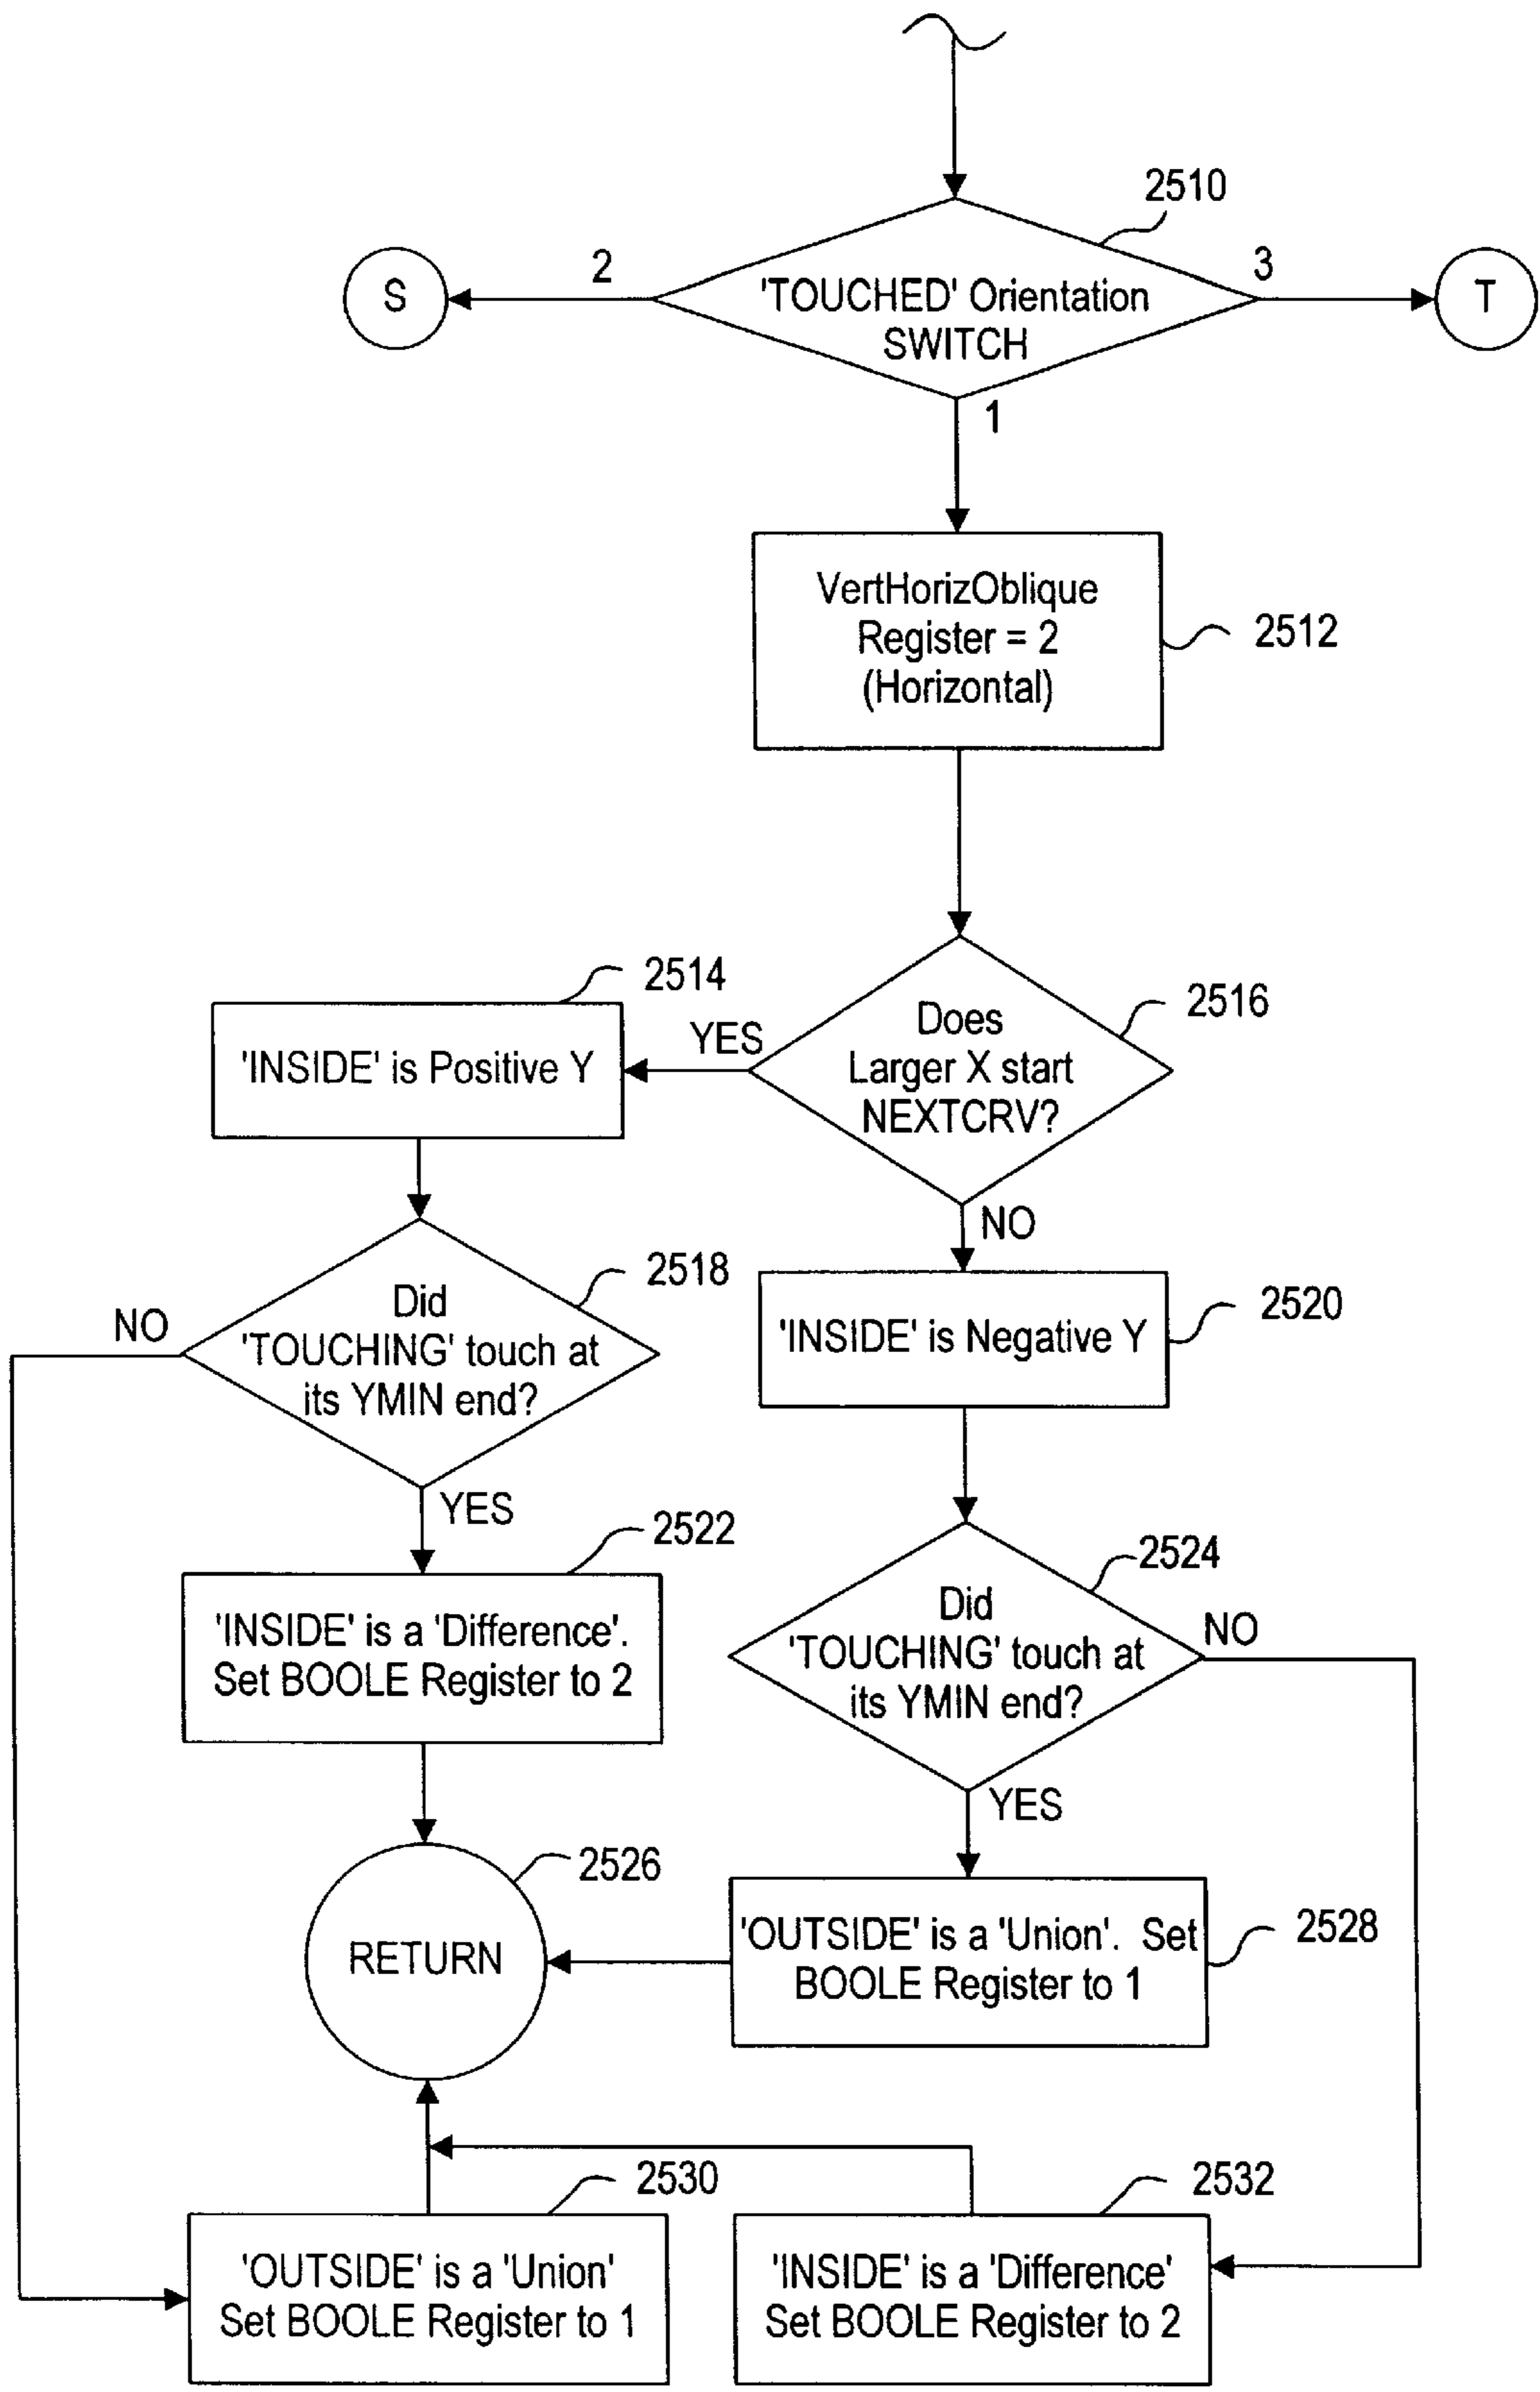 2510
2
3
S
'TOUCHED' Orientation
SWITCH
T
1
VertHorizOblique
Register = 2
(Horizontal)
2512
2514
2516
YES
'INSIDE' is Positive Y
Does
Larger X start
NEXTCRV?
NO
2518
2520
NO
Did
'TOUCHING' touch at
its YMIN end?
'INSIDE' is Negative Y
YES
2522
2524
'INSIDE' is a 'Difference'.
Set BOOLE Register to 2
Did
'TOUCHING' touch at
its YMIN end?
NO
YES
2526
RETURN
'OUTSIDE' is a 'Union'. Set
BOOLE Register to 1
2528
2530
2532
'OUTSIDE' is a 'Union'
Set BOOLE Register to 1
'INSIDE' is a 'Difference'
Set BOOLE Register to 2